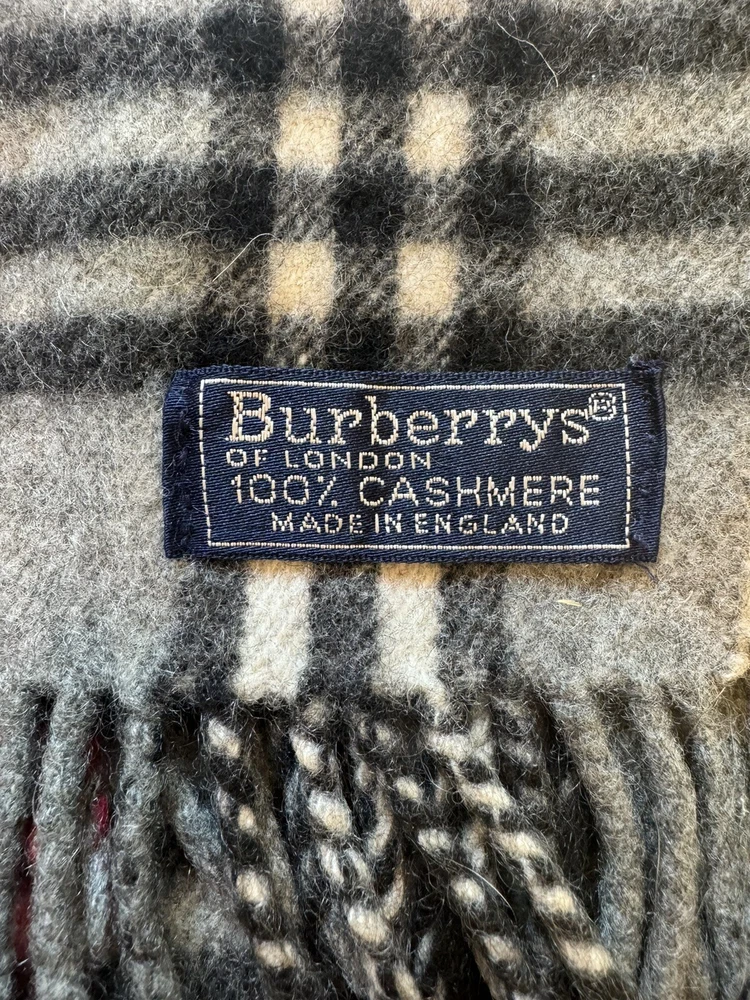 Burberrys®
OF LONDON
100% CASHMERE
MADE IN ENGLAND